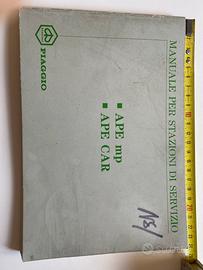 PIAGGIO
MANUALE PER STAZIONI DI SERVIZIO
▪ APE mp
▪ APE CAR